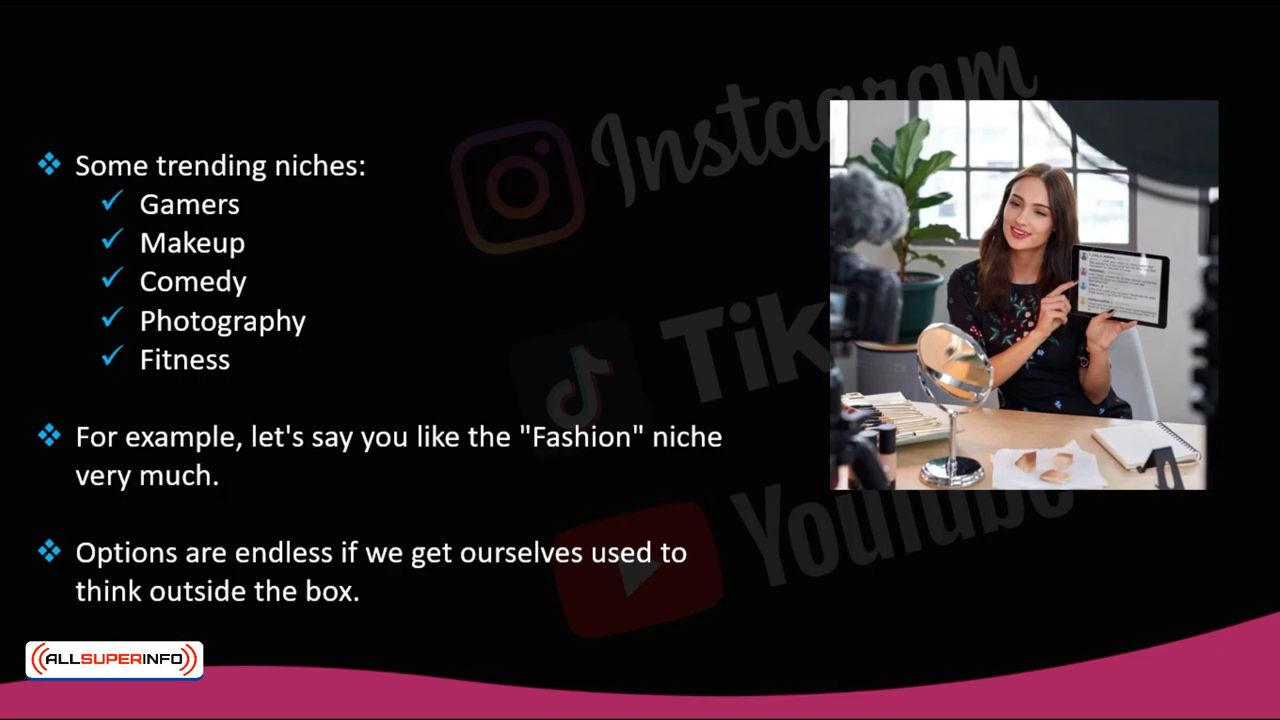 Instagram
Some trending niches:
Gamers
Makeup
Comedy
Photography
Fitness
Tik
For example, let's say you like the "Fashion" niche
very much.
YouTube
Options are endless if we get ourselves used to
think outside the box.
ALLSUPERINFO